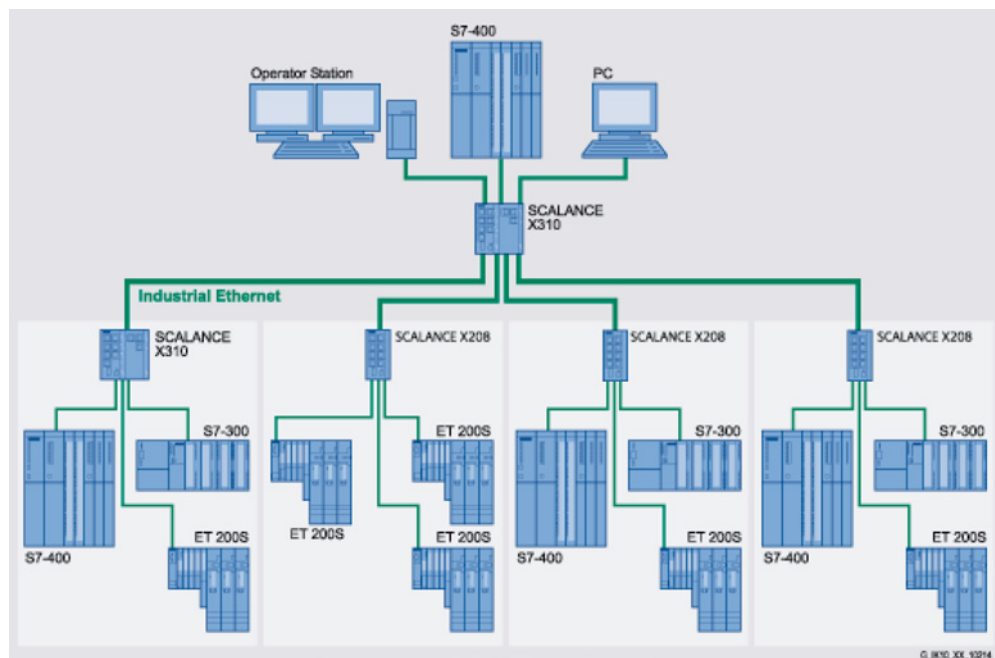 S7-400
Operator Station
PC
SCALANCE
X310
Industrial Ethernet
SCALANCE
X310
S7-300
S7-400
ET 200S
SCALANCE X208
ET 200S
ET 200S
ET 200S
SCALANCE X208
S7-300
S7-400
ET 200S
SCALANCE X208
S7-300
S7-400
ET 200S
G_IK10_XX_10214